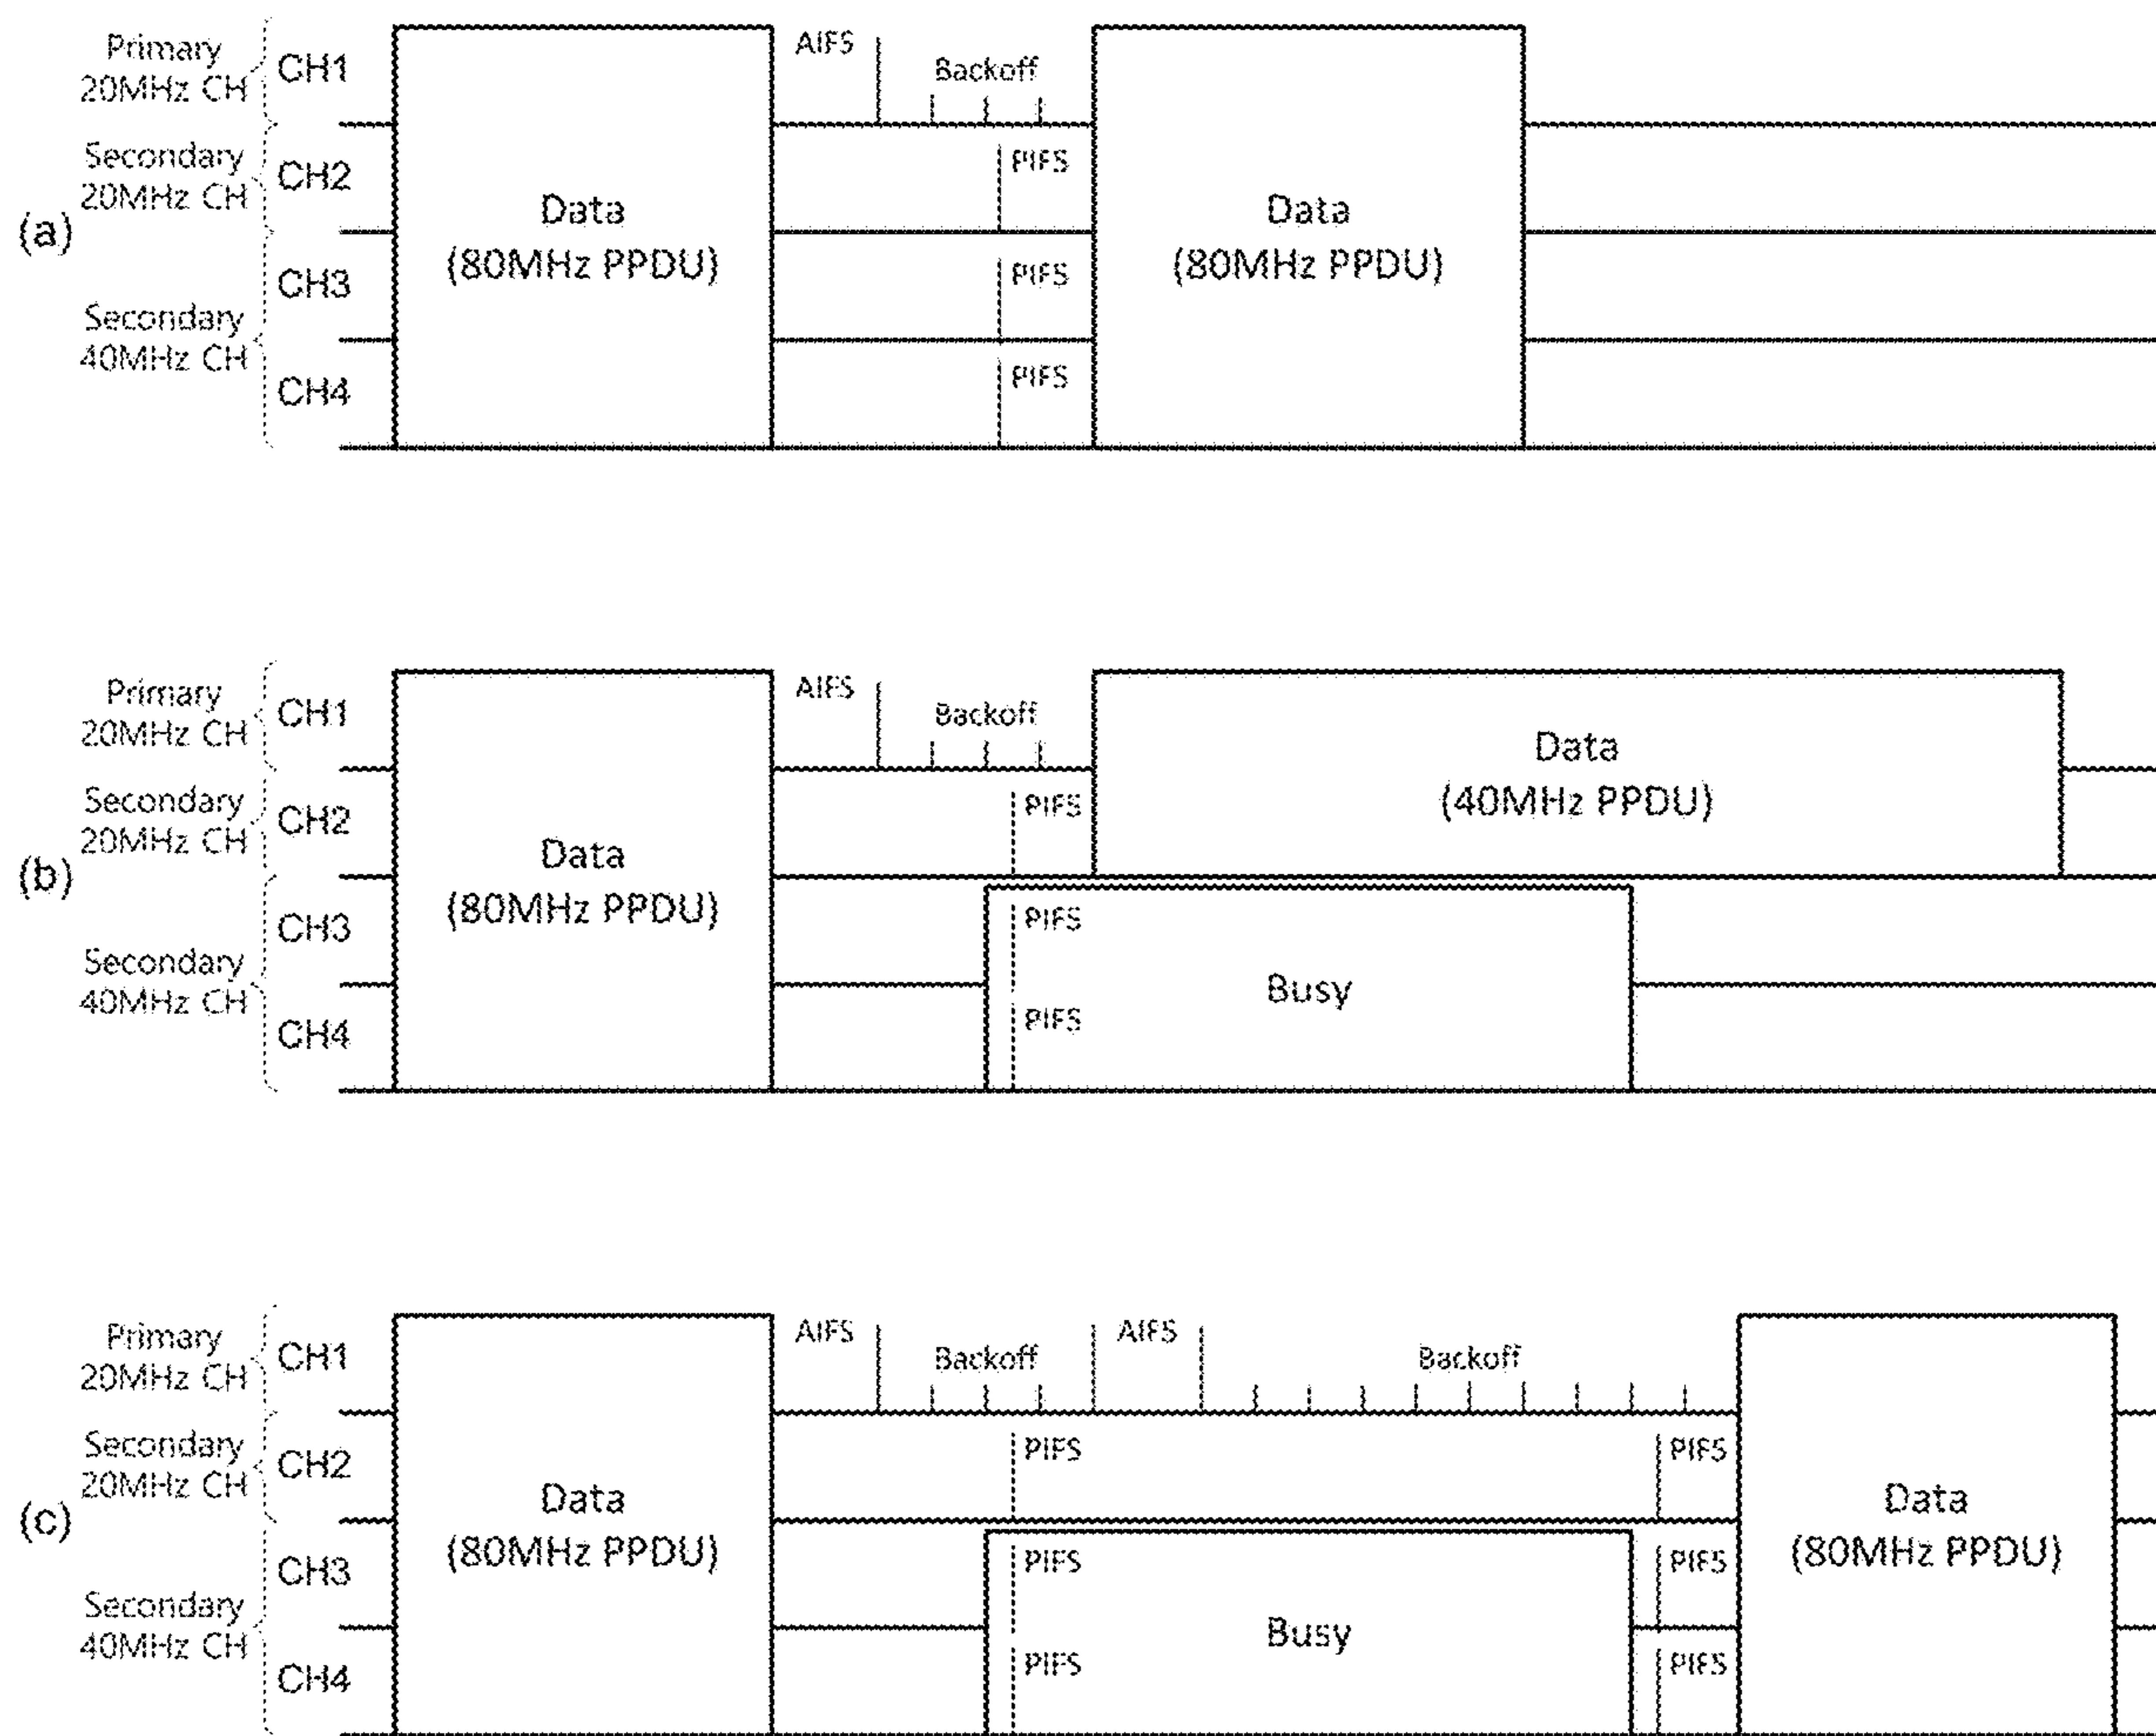 Primary
20MHz CH
CH1
AIFS
Backoff
Secondary
20MHz CH
CH2
PIFS
(a)
Data
(80MHz PPDU)
Data
(80MHz PPDU)
CH3
PIFS
Secondary
40MHz CH
CH4
PIFS
Primary
20MHz CH
CH1
AIFS
Backoff
Data
(40MHz PPDU)
Secondary
20MHz CH
CH2
PIFS
(b)
Data
(80MHz PPDU)
CH3
PIFS
Secondary
40MHz CH
Busy
CH4
PIFS
Primary
20MHz CH
CH1
AIFS
Backoff
AIFS
Backoff
Secondary
20MHz CH
CH2
PIFS
PIFS
(c)
Data
(80MHz PPDU)
Data
(80MHz PPDU)
CH3
PIFS
PIFS
Secondary
40MHz CH
Busy
CH4
PIFS
PIFS